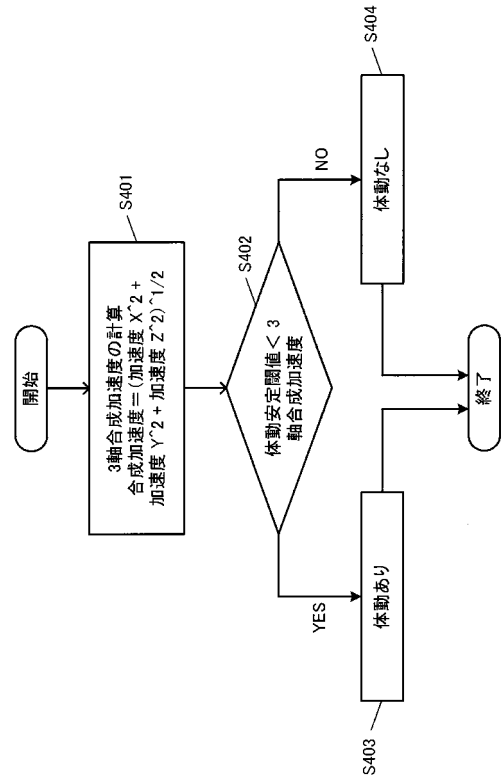 開始
S401
3軸合成加速度の計算
合成加速度=(加速度 X^2 +
加速度 Y^2 + 加速度 Z^2)^1/2
S402
体動安定閾値 < 3
軸合成加速度
YES
NO
S403
体動あり
S404
体動なし
終了